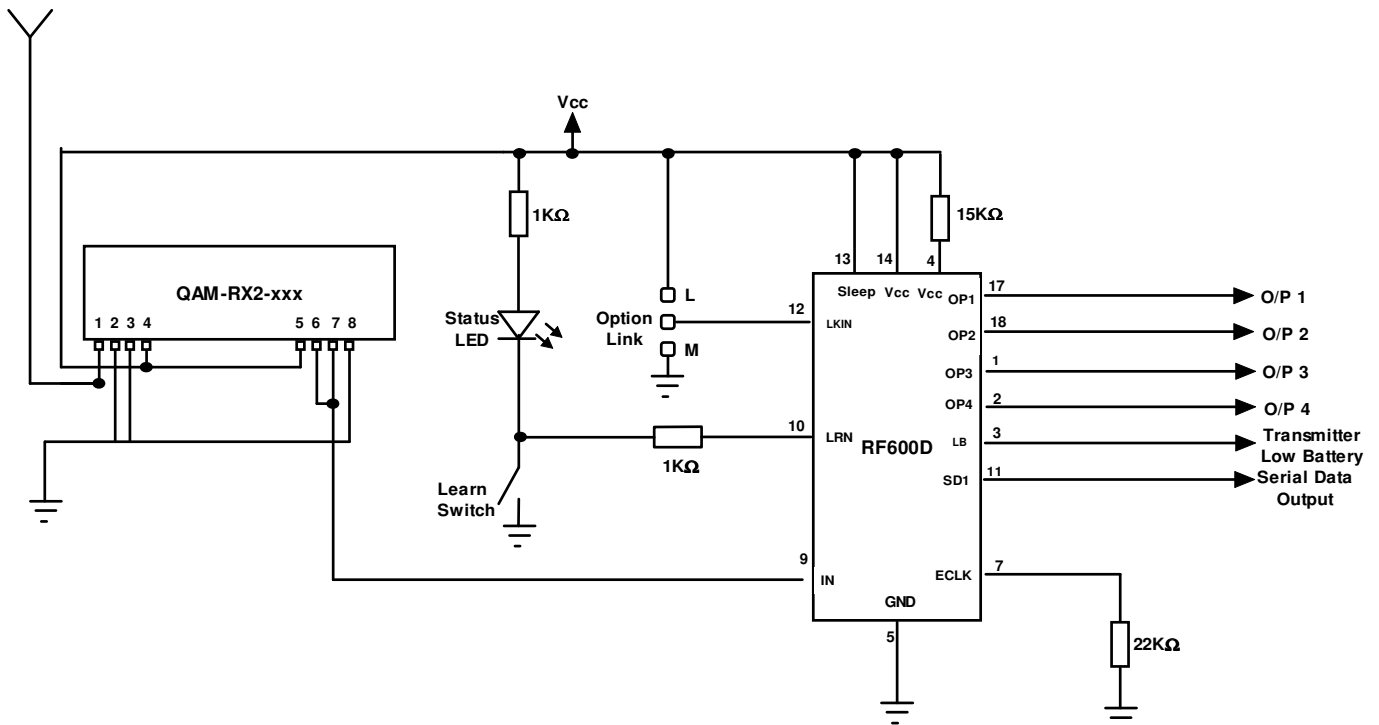 Vcc
1KΩ
15KΩ
QAM-RX2-xxx
1 2 3 4 5 6 7 8
Status
LED
Option
Link
L
M
13 14 4
Sleep Vcc Vcc
12 LKIN
10 LRN
1KΩ
RF600D
Learn
Switch
9 IN
GND
5
OP1 17 O/P 1
OP2 18 O/P 2
OP3 1 O/P 3
OP4 2 O/P 4
LB 3 Transmitter
Low Battery
SD1 11 Serial Data
Output
ECLK 7
22KΩ